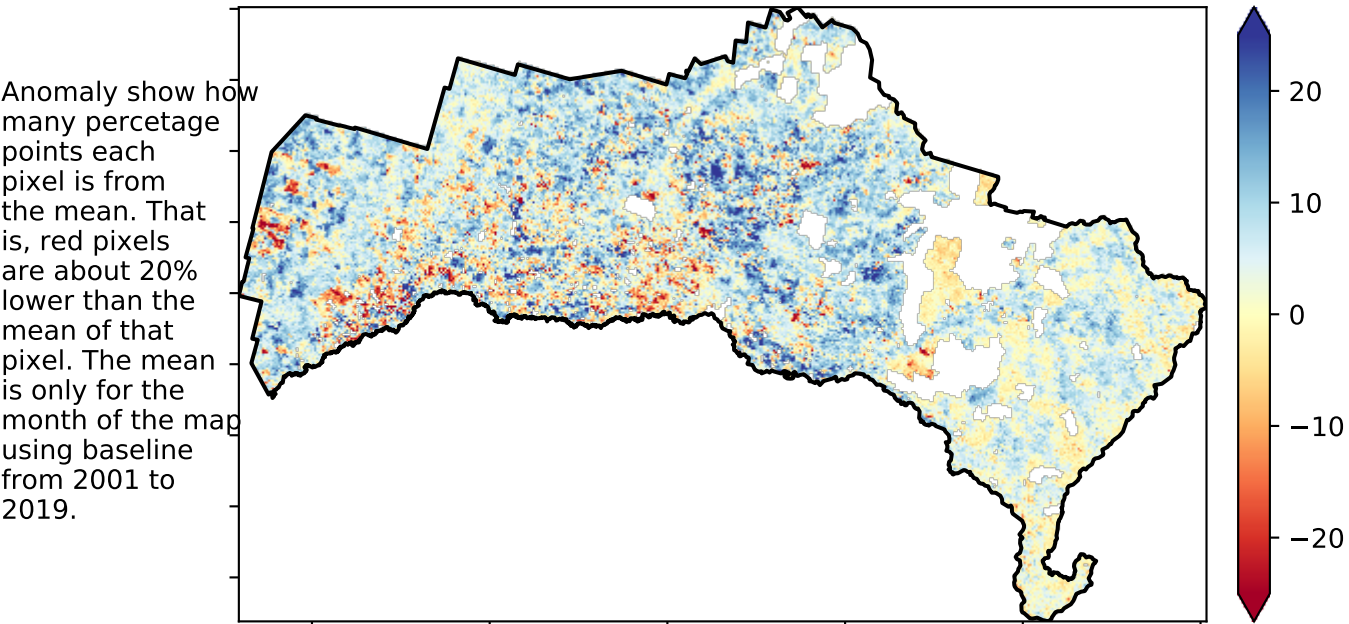 Anomaly show how
many percetage
points each
pixel is from
the mean. That
is, red pixels
are about 20%
lower than the
mean of that
pixel. The mean
is only for the
month of the map
using baseline
from 2001 to
2019.
20
10
0
−10
−20